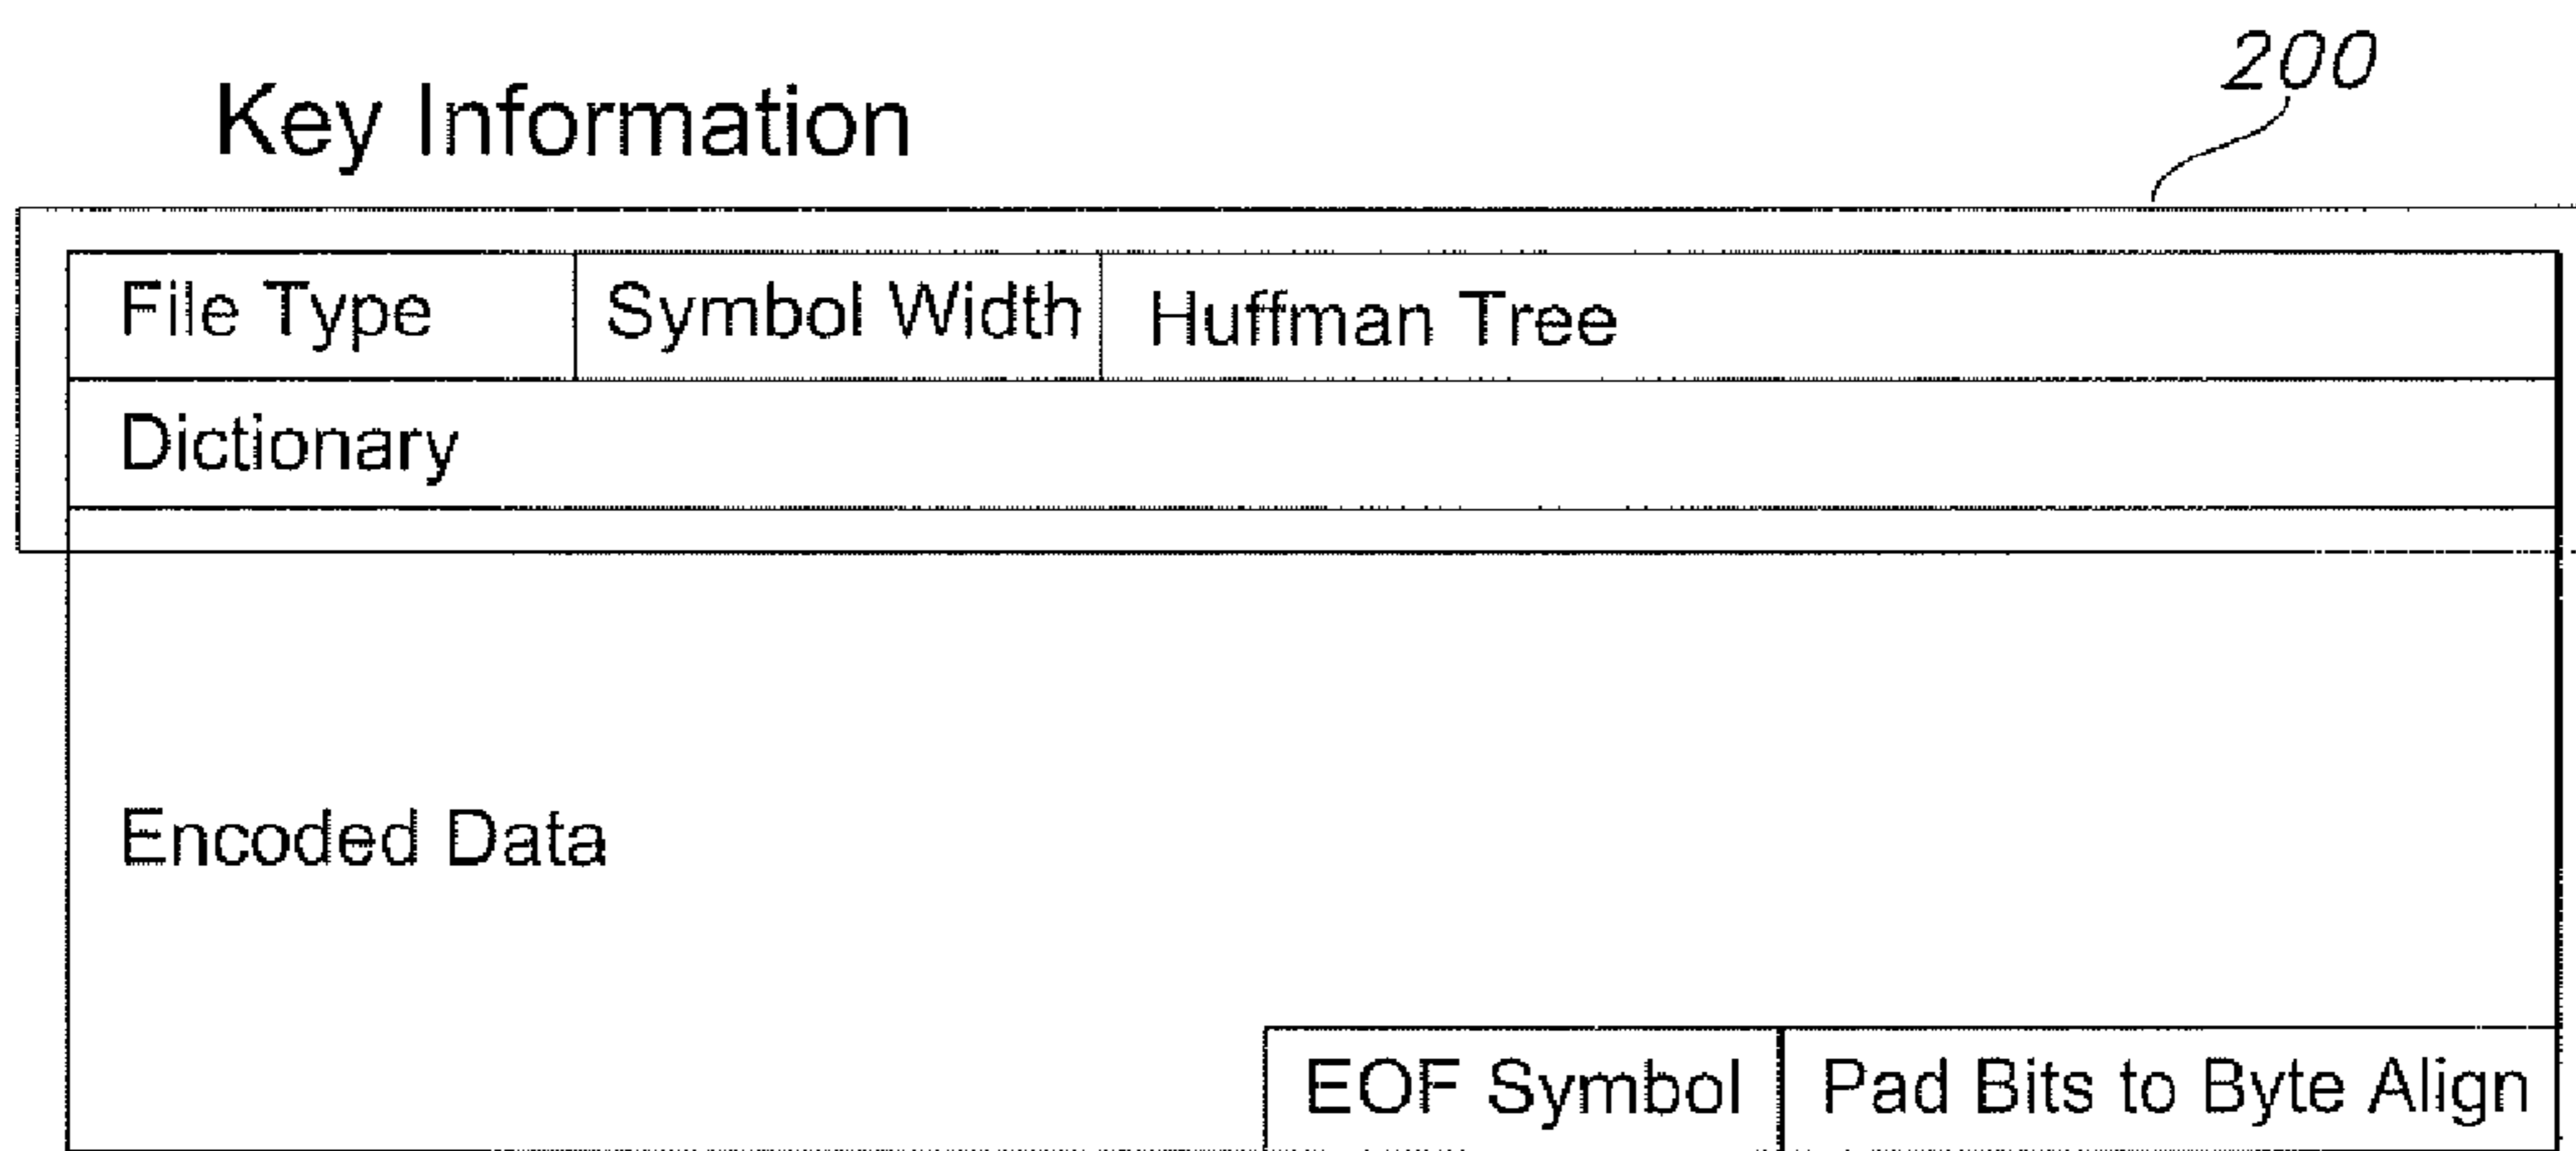 200
Key Information
File Type Symbol Width Huffman Tree
Dictionary
Encoded Data
EOF Symbol Pad Bits to Byte Align